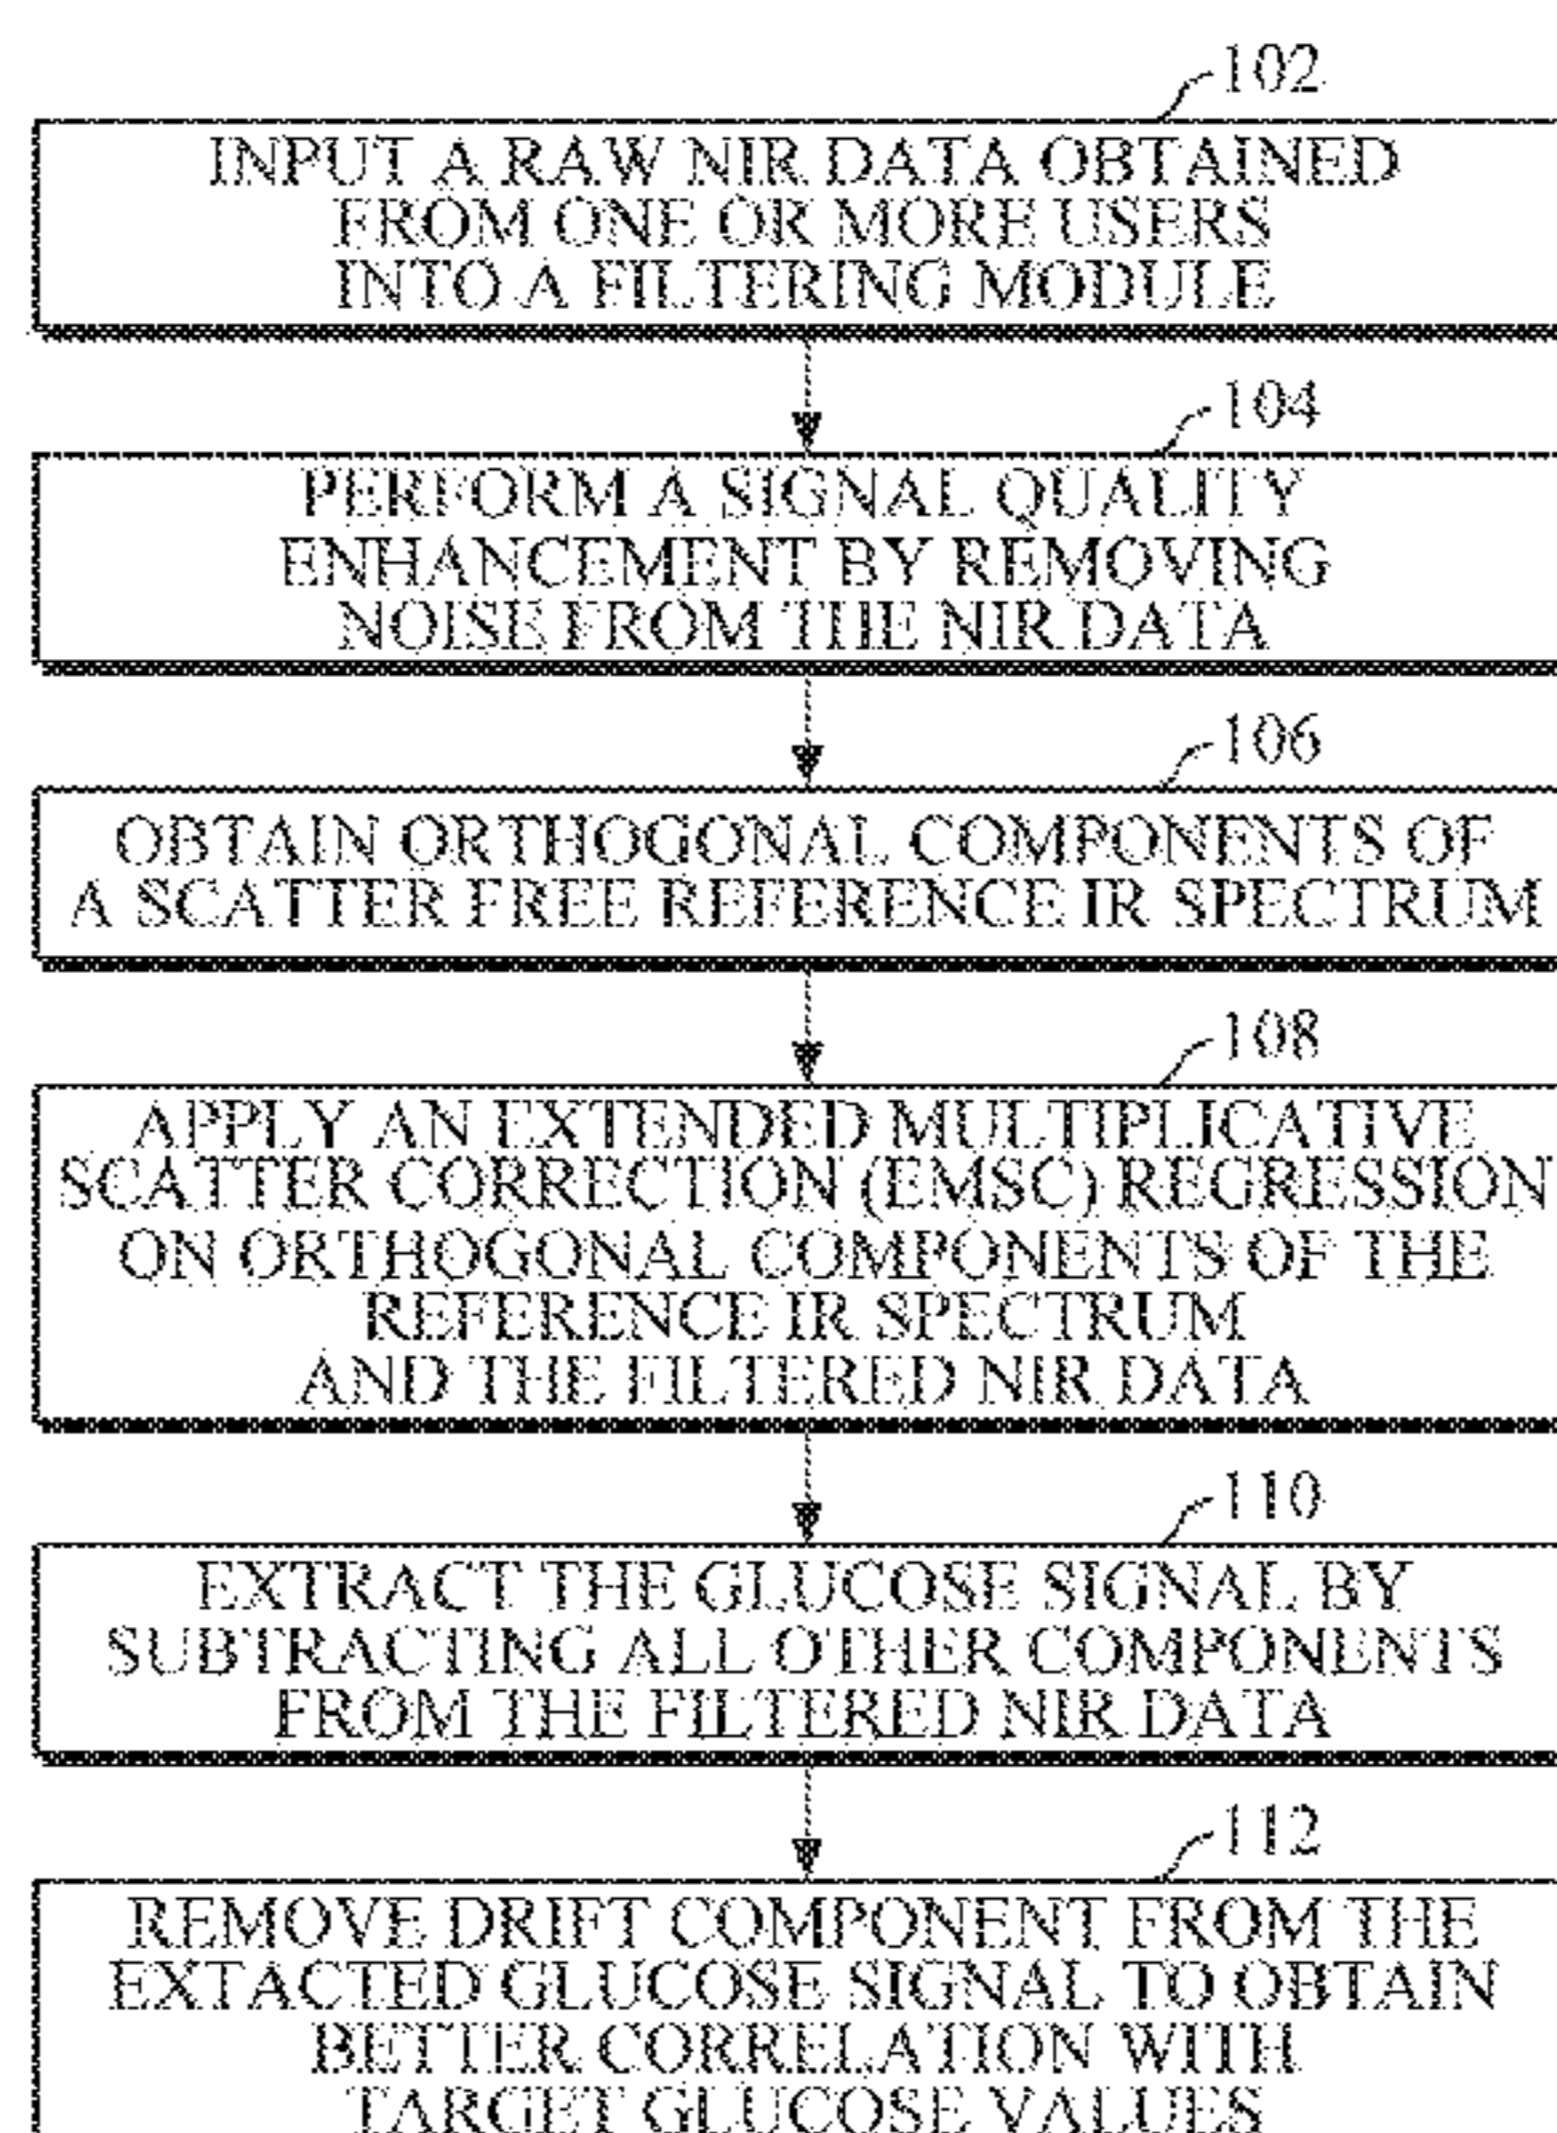 102
INPUT A RAW NIR DATA OBTAINED
FROM ONE OR MORE USERS
INTO A FILTERING MODULE
104
PERFORM A SIGNAL QUALITY
ENHANCEMENT BY REMOVING
NOISE FROM THE NIR DATA
106
OBTAIN ORTHOGONAL COMPONENTS OF
A SCATTER FREE REFERENCE IR SPECTRUM
108
APPLY AN EXTENDED MULTIPLICATIVE
SCATTER CORRECTION (EMSC) REGRESSION
ON ORTHOGONAL COMPONENTS OF THE
REFERENCE IR SPECTRUM
AND THE FILTERED NIR DATA
110
EXTRACT THE GLUCOSE SIGNAL BY
SUBTRACTING ALL OTHER COMPONENTS
FROM THE FILTERED NIR DATA
112
REMOVE DRIFT COMPONENT FROM THE
EXTACTED GLUCOSE SIGNAL TO OBTAIN
BETTER CORRELATION WITH
TARGET GLUCOSE VALUES